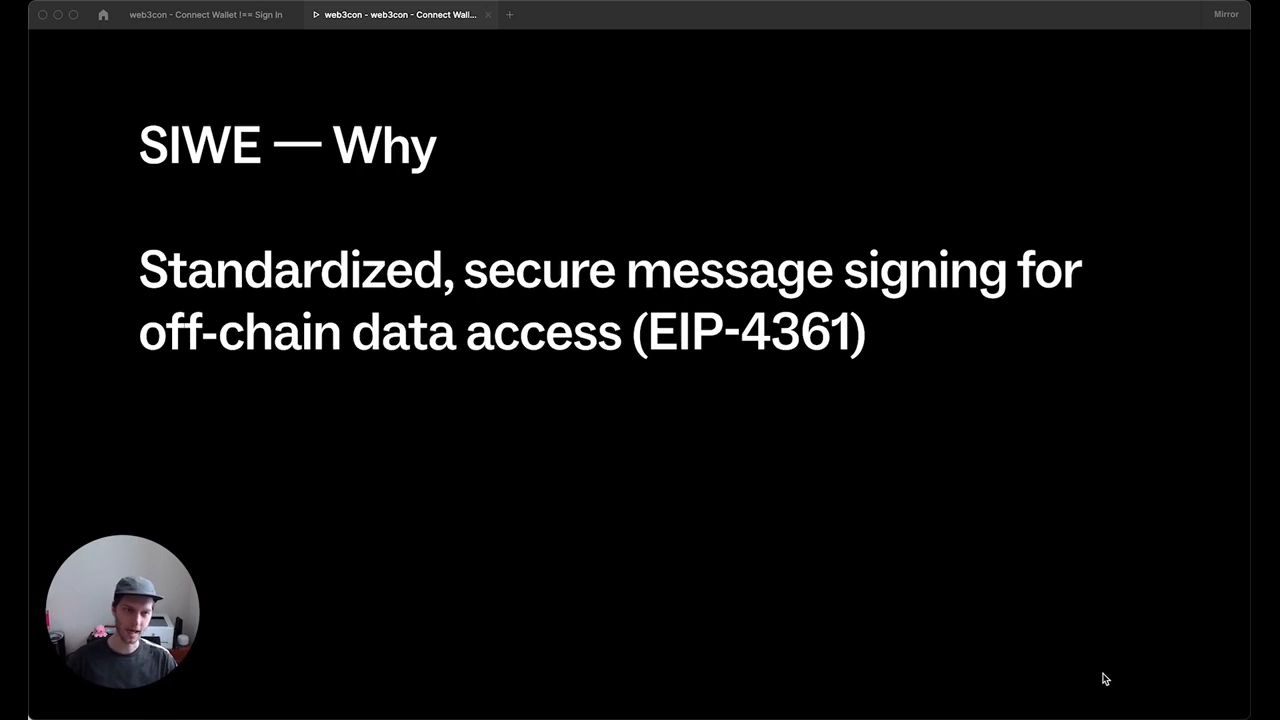 web3con - Connect Wallet !== Sign In
web3con - web3con - Connect Wall...
Mirror
SIWE — Why
Standardized, secure message signing for
off-chain data access (EIP-4361)